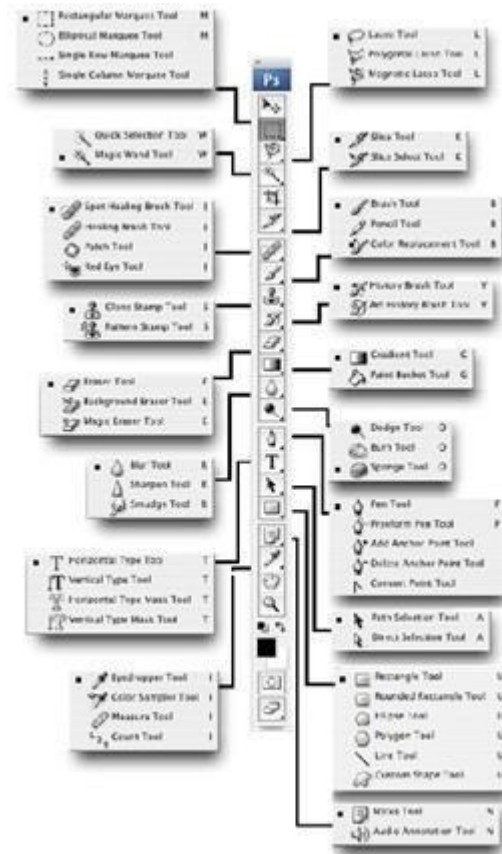 Rectangular Marquee Tool M
Elliptical Marquee Tool M
Single Row Marquee Tool
Single Column Marquee Tool
Lasso Tool L
Polygonal Lasso Tool L
Magnetic Lasso Tool L
Ps
Quick Selection Tool W
Magic Wand Tool W
Slice Tool K
Slice Select Tool K
Spot Healing Brush Tool J
Healing Brush Tool J
Patch Tool J
Red Eye Tool J
Brush Tool B
Pencil Tool B
Color Replacement Tool B
History Brush Tool Y
Art History Brush Tool Y
Clone Stamp Tool S
Pattern Stamp Tool S
Gradient Tool G
Paint Bucket Tool G
Eraser Tool E
Background Eraser Tool E
Magic Eraser Tool E
Dodge Tool O
Burn Tool O
Sponge Tool O
Blur Tool R
Sharpen Tool R
Smudge Tool R
Pen Tool P
Freeform Pen Tool P
Add Anchor Point Tool
Delete Anchor Point Tool
Convert Point Tool
Horizontal Type Tool T
Vertical Type Tool T
Horizontal Type Mask Tool T
Vertical Type Mask Tool T
Path Selection Tool A
Direct Selection Tool A
Eyedropper Tool I
Color Sampler Tool I
Measure Tool I
Count Tool I
Rectangle Tool U
Rounded Rectangle Tool U
Ellipse Tool U
Polygon Tool U
Line Tool U
Custom Shape Tool U
Notes Tool N
Audio Annotation Tool N